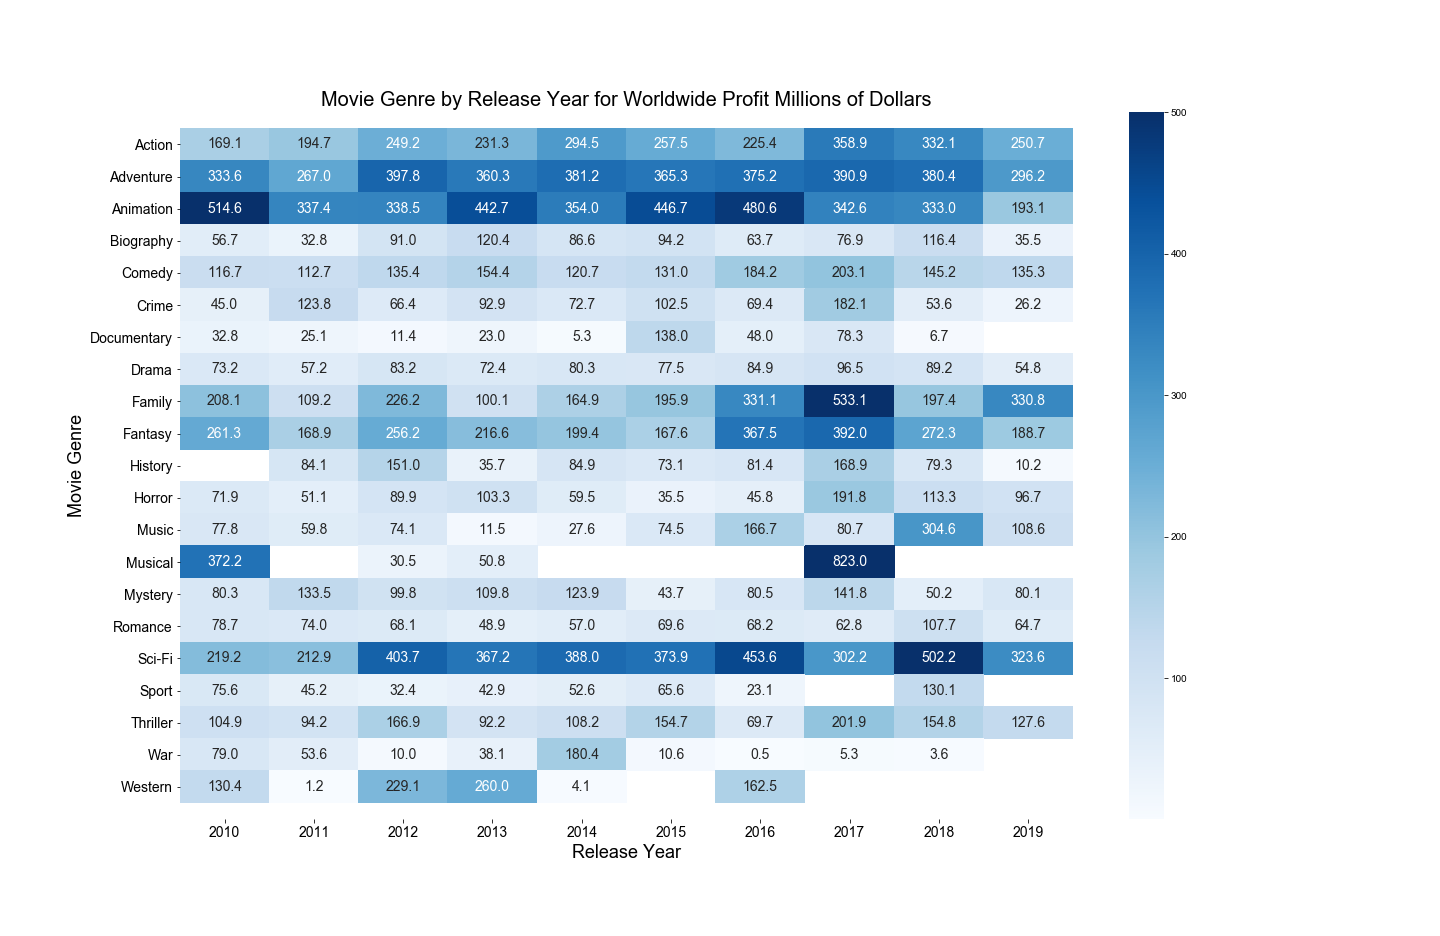 Movie Genre by Release Year for Worldwide Profit Millions of Dollars
Action 169.1 194.7 249.2 231.3 294.5 257.5 225.4 358.9 332.1 250.7
Adventure 333.6 267.0 397.8 360.3 381.2 365.3 375.2 390.9 380.4 296.2
Animation 514.6 337.4 338.5 442.7 354.0 446.7 480.6 342.6 333.0 193.1
Biography 56.7 32.8 91.0 120.4 86.6 94.2 63.7 76.9 116.4 35.5
Comedy 116.7 112.7 135.4 154.4 120.7 131.0 184.2 203.1 145.2 135.3
Crime 45.0 123.8 66.4 92.9 72.7 102.5 69.4 182.1 53.6 26.2
Documentary 32.8 25.1 11.4 23.0 5.3 138.0 48.0 78.3 6.7
Drama 73.2 57.2 83.2 72.4 80.3 77.5 84.9 96.5 89.2 54.8
Family 208.1 109.2 226.2 100.1 164.9 195.9 331.1 533.1 197.4 330.8
Fantasy 261.3 168.9 256.2 216.6 199.4 167.6 367.5 392.0 272.3 188.7
History 84.1 151.0 35.7 84.9 73.1 81.4 168.9 79.3 10.2
Horror 71.9 51.1 89.9 103.3 59.5 35.5 45.8 191.8 113.3 96.7
Music 77.8 59.8 74.1 11.5 27.6 74.5 166.7 80.7 304.6 108.6
Musical 372.2 30.5 50.8 823.0
Mystery 80.3 133.5 99.8 109.8 123.9 43.7 80.5 141.8 50.2 80.1
Romance 78.7 74.0 68.1 48.9 57.0 69.6 68.2 62.8 107.7 64.7
Sci-Fi 219.2 212.9 403.7 367.2 388.0 373.9 453.6 302.2 502.2 323.6
Sport 75.6 45.2 32.4 42.9 52.6 65.6 23.1 130.1
Thriller 104.9 94.2 166.9 92.2 108.2 154.7 69.7 201.9 154.8 127.6
War 79.0 53.6 10.0 38.1 180.4 10.6 0.5 5.3 3.6
Western 130.4 1.2 229.1 260.0 4.1 162.5
2010 2011 2012 2013 2014 2015 2016 2017 2018 2019
Release Year
Movie Genre
500
400
300
200
100